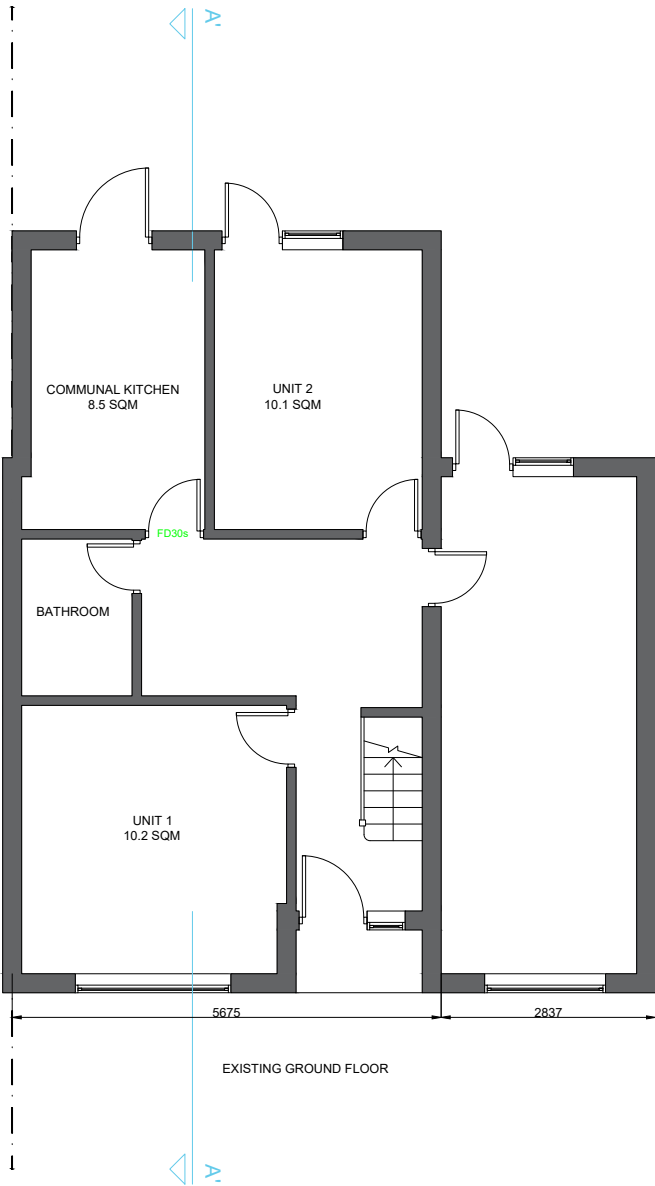 A'
COMMUNAL KITCHEN
8.5 SQM
UNIT 2
10.1 SQM
FD30s
BATHROOM
UNIT 1
10.2 SQM
5675
2837
EXISTING GROUND FLOOR
A'